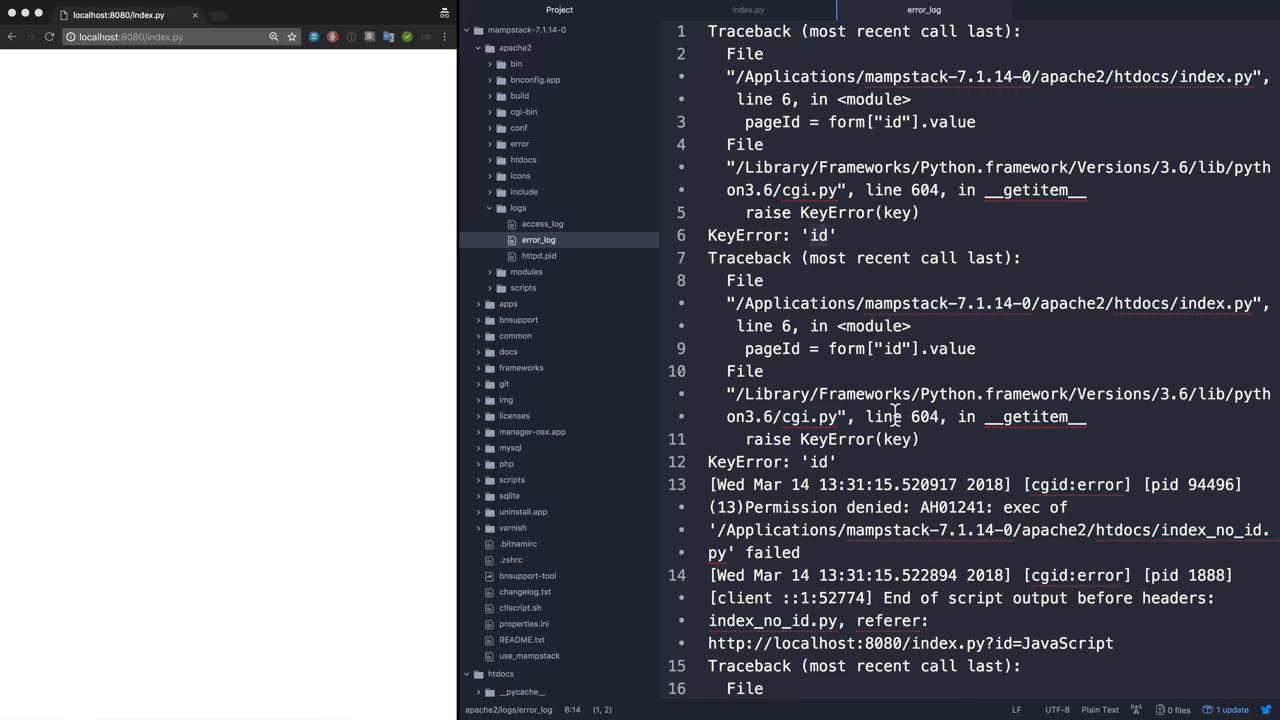 localhost:8080/index.py
localhost:8080/index.py
Project
mampstack-7.1.14-0
apache2
bin
bnconfig.app
build
cgi-bin
conf
error
htdocs
icons
include
logs
access_log
error_log
httpd.pid
modules
scripts
apps
bnsupport
common
docs
frameworks
git
img
licenses
manager-osx.app
mysql
php
scripts
sqlite
uninstall.app
varnish
.bitnamirc
.zshrc
bnsupport-tool
changelog.txt
ctlscript.sh
properties.ini
README.txt
use_mampstack
htdocs
__pycache__
index.py error_log
1 Traceback (most recent call last):
2 File
• "/Applications/mampstack-7.1.14-0/apache2/htdocs/index.py",
• line 6, in <module>
3 pageId = form["id"].value
4 File
• "/Library/Frameworks/Python.framework/Versions/3.6/lib/pyth
• on3.6/cgi.py", line 604, in __getitem__
5 raise KeyError(key)
6 KeyError: 'id'
7 Traceback (most recent call last):
8 File
• "/Applications/mampstack-7.1.14-0/apache2/htdocs/index.py",
• line 6, in <module>
9 pageId = form["id"].value
10 File
• "/Library/Frameworks/Python.framework/Versions/3.6/lib/pyth
• on3.6/cgi.py", line 604, in __getitem__
11 raise KeyError(key)
12 KeyError: 'id'
13 [Wed Mar 14 13:31:15.520917 2018] [cgid:error] [pid 94496]
• (13)Permission denied: AH01241: exec of
• '/Applications/mampstack-7.1.14-0/apache2/htdocs/index_no_id.
• py' failed
14 [Wed Mar 14 13:31:15.523894 2018] [cgid:error] [pid 1888]
• [client ::1:52774] End of script output before headers:
• index_no_id.py, referer:
• http://localhost:8080/index.py?id=JavaScript
15 Traceback (most recent call last):
16 File
apache2/logs/error_log 6:14 (1, 2) LF UTF-8 Plain Text 0 files 1 update